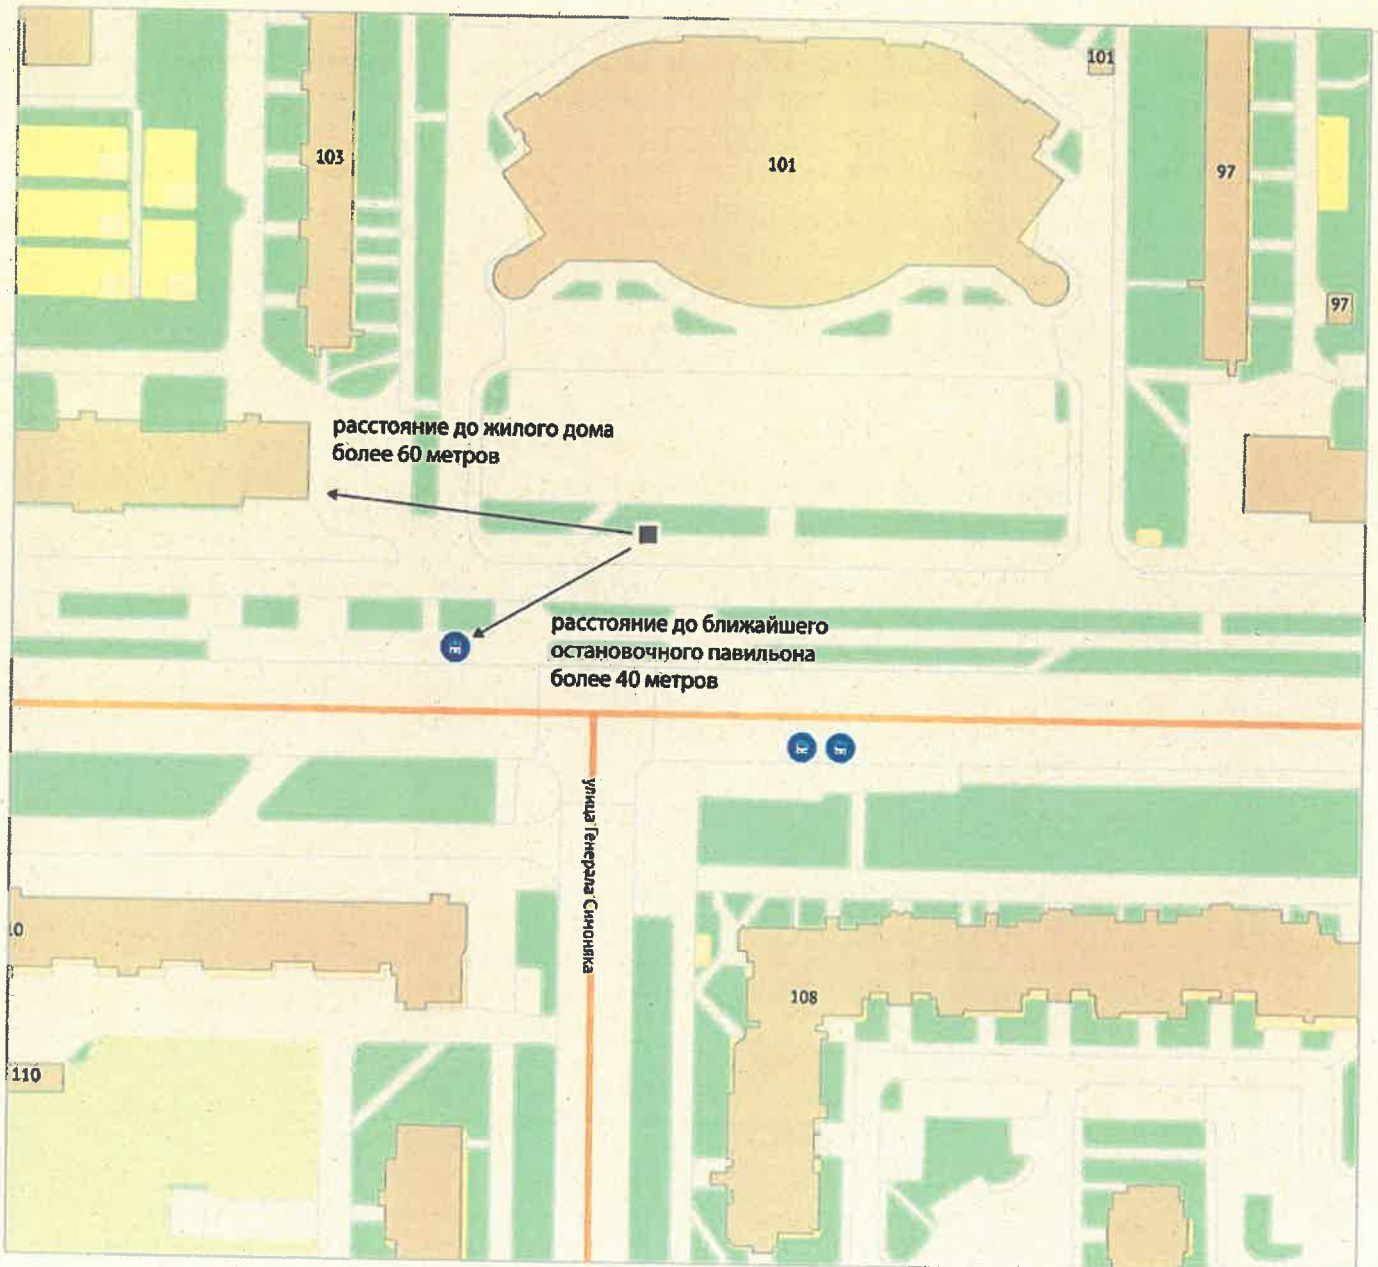 101
103
101
97
97
расстояние до жилого дома
более 60 метров
расстояние до ближайшего
остановочного павильона
более 40 метров
улица Генерала Симоняка
10
108
110